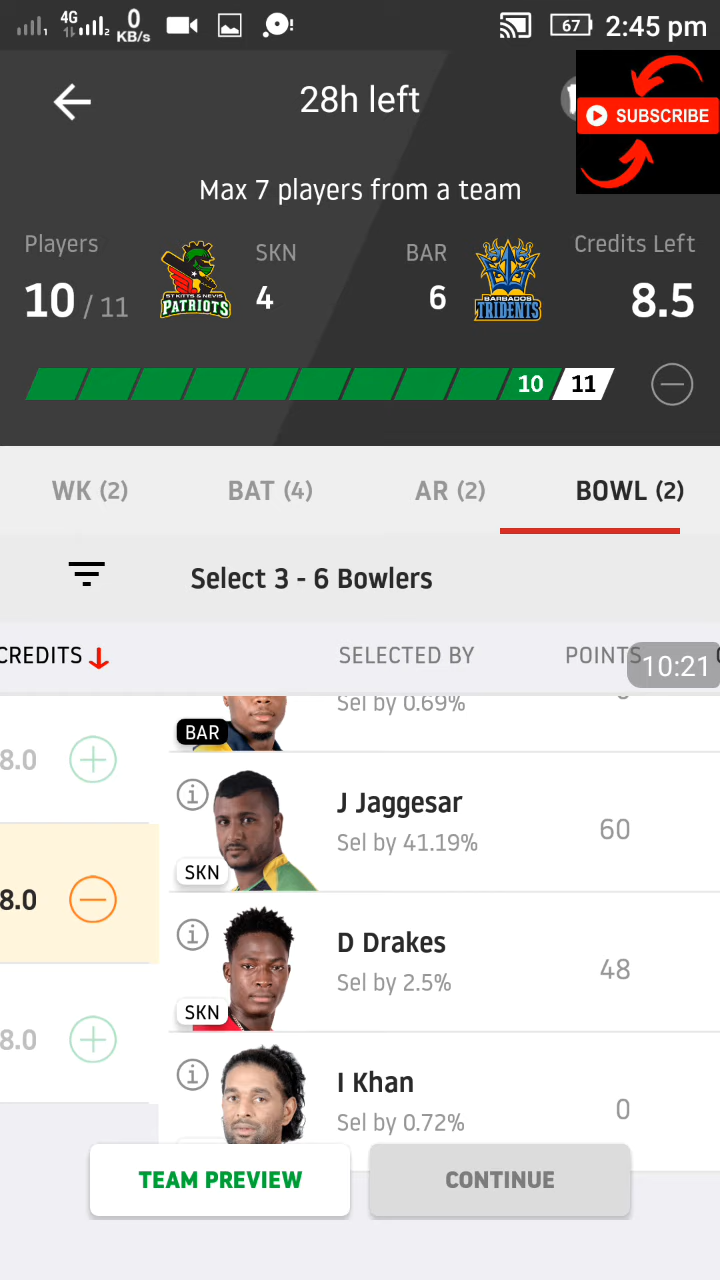 4G
1
2
0
KB/s
67
2:45 pm
28h left
SUBSCRIBE
Max 7 players from a team
Players
SKN
BAR
Credits Left
10 / 11
4
6
8.5
ST KITTS & NEVIS
PATRIOTS
BARBADOS
TRIDENTS
10
11
WK (2)
BAT (4)
AR (2)
BOWL (2)
Select 3 - 6 Bowlers
CREDITS
SELECTED BY
POINTS
10:21
Sel by 0.69%
BAR
8.0
J Jaggesar
Sel by 41.19%
60
SKN
8.0
D Drakes
Sel by 2.5%
48
SKN
8.0
I Khan
Sel by 0.72%
0
TEAM PREVIEW
CONTINUE